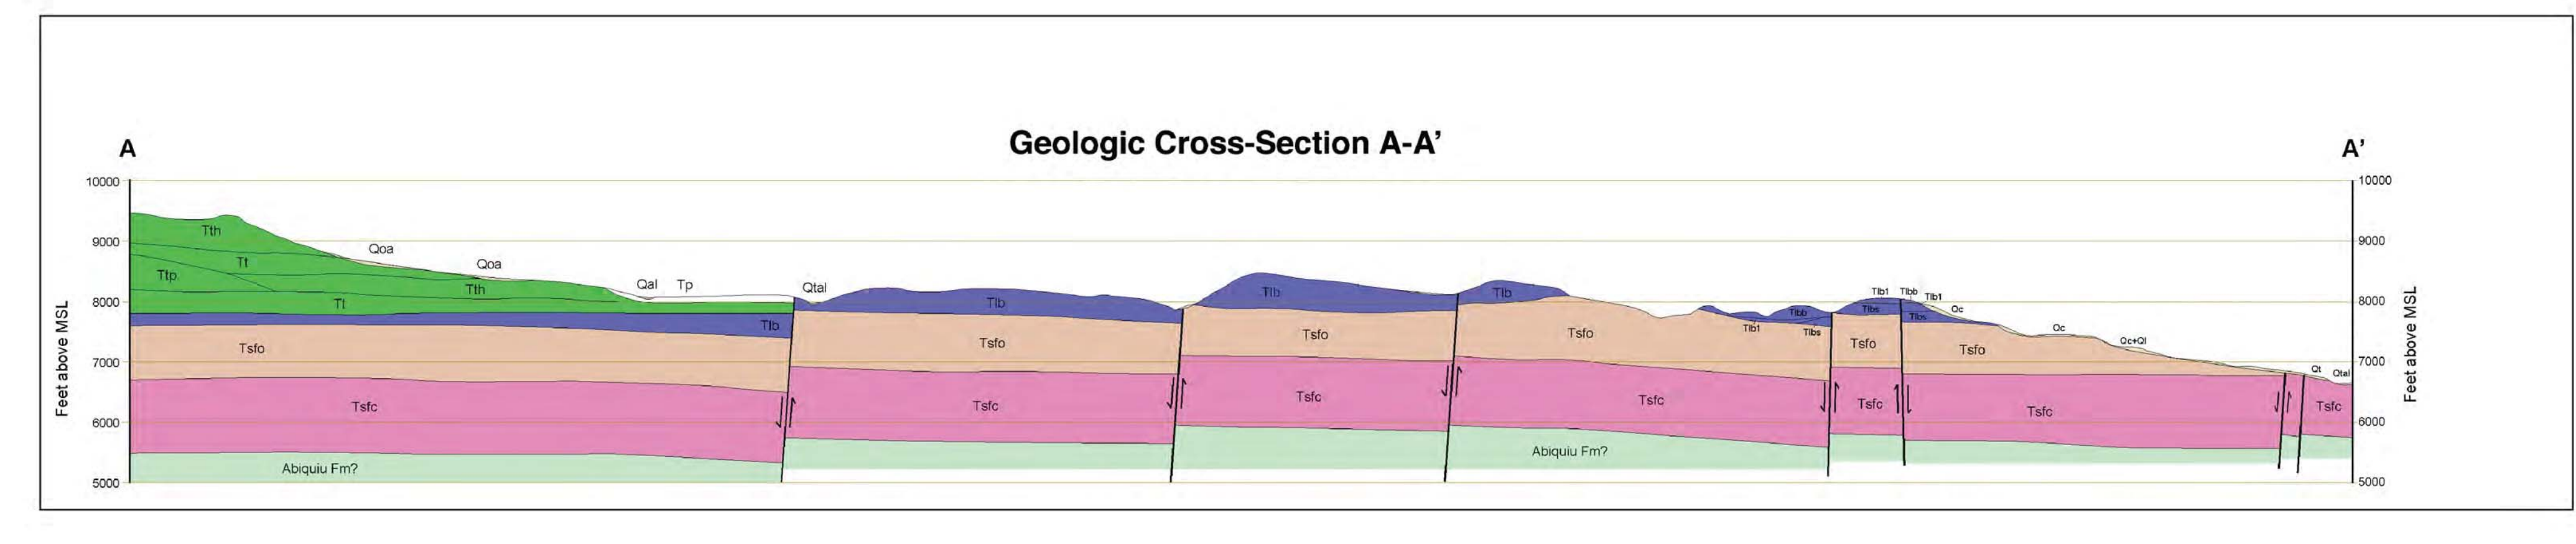 Geologic Cross-Section A-A’
A
A’
10000
10000
Tth
9000
9000
Qoa
Tt
Qoa
Ttp
Tth
Qal
Tp
Qtal
Tlb
Tlb
Tlb1
Tlbb
Tlb1
Tt
8000
Tlb
8000
Tlbb
Tlbs
Tlbs
Qc
Tlb
Tlb1
Tlbs
Qc
Qc+Ql
Tsfo
Tsfo
Tsfo
Tsfo
Tsfo
Tsfo
7000
7000
Qt
Qtal
Tsfc
Tsfc
Tsfc
Tsfc
Tsfc
Tsfc
Tsfc
6000
6000
Abiquiu Fm?
Abiquiu Fm?
5000
5000
Feet above MSL
Feet above MSL